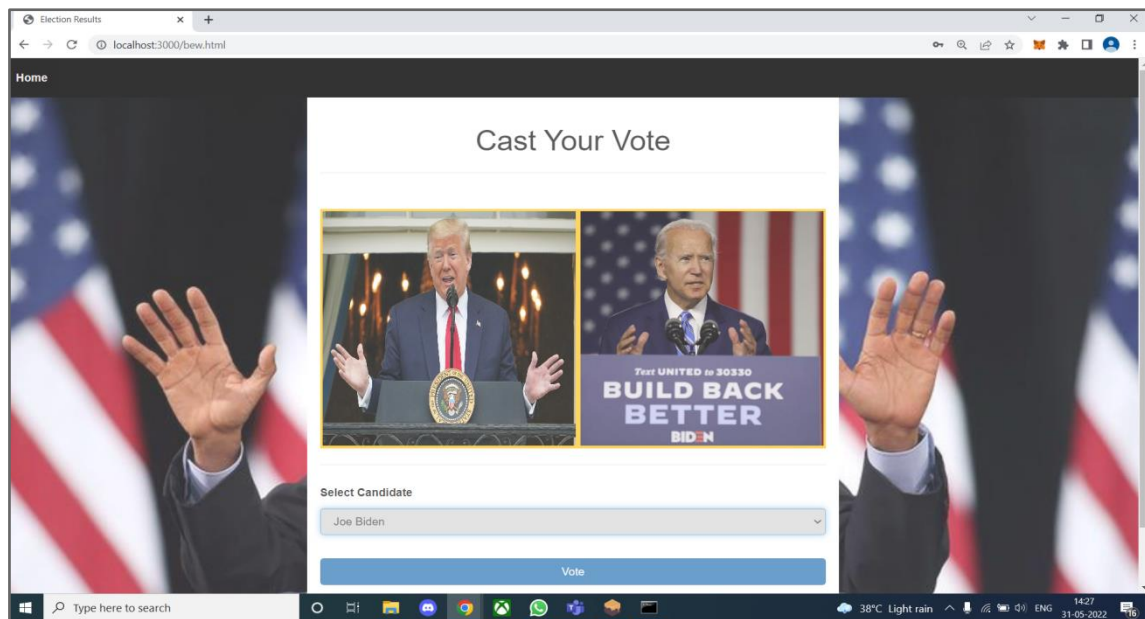 Election Results
localhost:3000/bew.html
Home
Cast Your Vote
Text UNITED to 30330
BUILD BACK
BETTER
BIDEN
Select Candidate
Joe Biden
Vote
Type here to search
38°C Light rain
ENG
14:27
31-05-2022
16